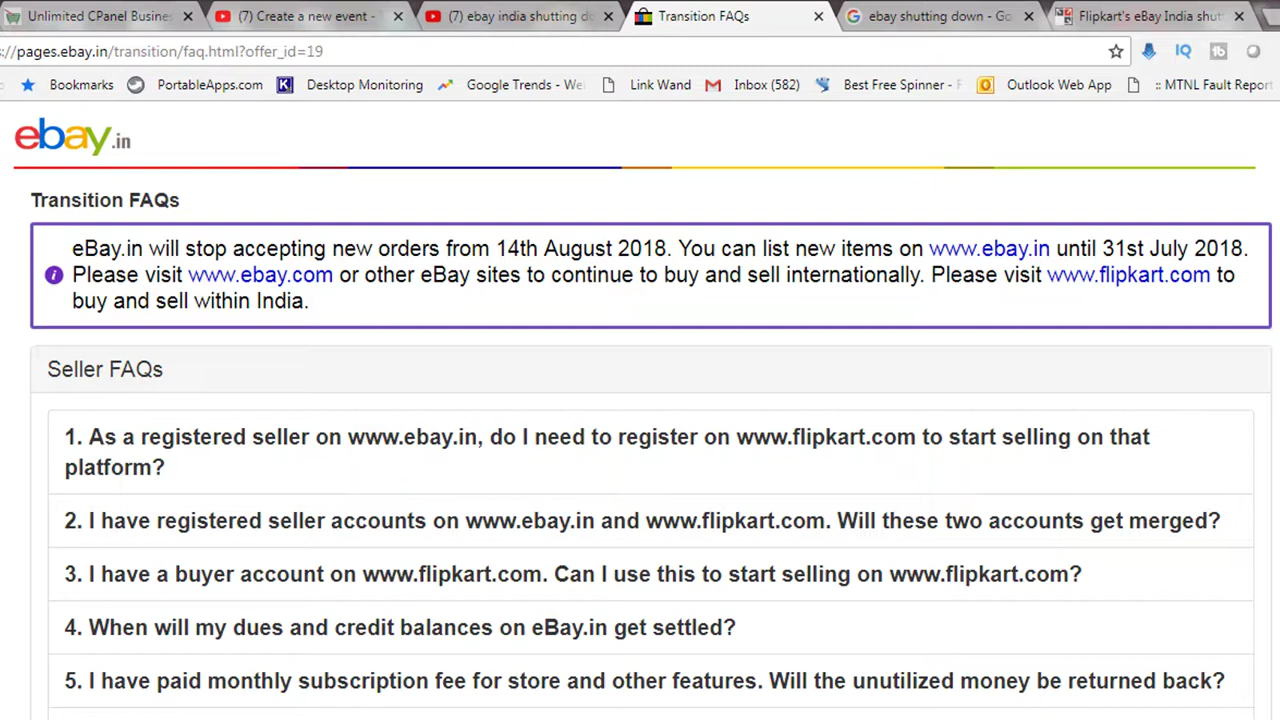 Unlimited CPanel Busines
(7) Create a new event -
(7) ebay india shutting do
Transition FAQs
ebay shutting down - Go
Flipkart's eBay India shut
://pages.ebay.in/transition/faq.html?offer_id=19
Bookmarks
PortableApps.com
Desktop Monitoring
Google Trends - We
Link Wand
Inbox (582)
Best Free Spinner - F
Outlook Web App
:: MTNL Fault Report
ebay.in
Transition FAQs
eBay.in will stop accepting new orders from 14th August 2018. You can list new items on www.ebay.in until 31st July 2018.
Please visit www.ebay.com or other eBay sites to continue to buy and sell internationally. Please visit www.flipkart.com to
buy and sell within India.
Seller FAQs
1. As a registered seller on www.ebay.in, do I need to register on www.flipkart.com to start selling on that
platform?
2. I have registered seller accounts on www.ebay.in and www.flipkart.com. Will these two accounts get merged?
3. I have a buyer account on www.flipkart.com. Can I use this to start selling on www.flipkart.com?
4. When will my dues and credit balances on eBay.in get settled?
5. I have paid monthly subscription fee for store and other features. Will the unutilized money be returned back?